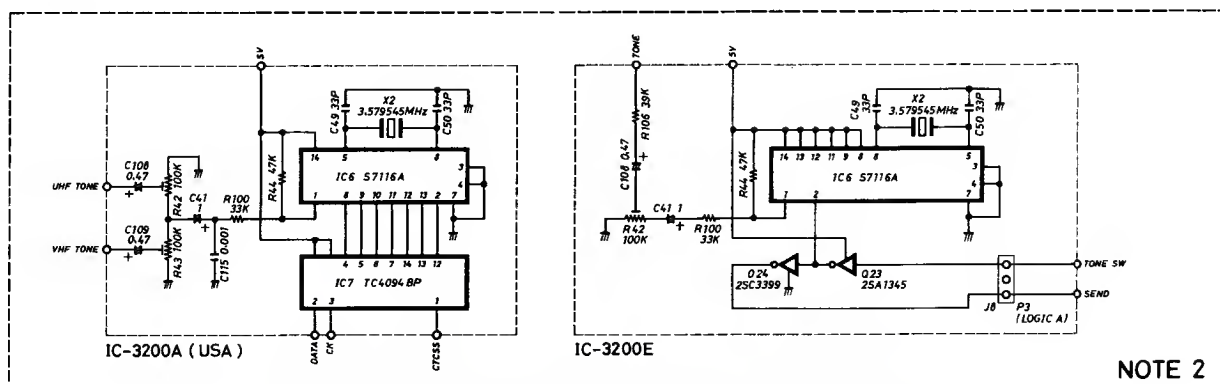 5V
C49 33P
X2
3.579545MHz
C50 33P
14
5
8
IC6 S7116A
3
4
1
6
9
10
11
12
13
2
7
R44 47K
C108
0.47
+
UHF TONE
R42 100K
C41
1
+
R100
33K
C109
0.47
+
VHF TONE
R43 100K
C115 0.001
4
5
6
7
14
13
12
IC7 TC4094BP
2
3
1
DATA
CK
CTCSS
IC-3200A (USA)
TONE
5V
R106 39K
C108 0.47
+
C49
33P
X2
3.579545MHz
C50
33P
14
13
12
11
9
8
6
5
IC6 S7116A
3
4
1
2
7
R44 47K
R42
100K
C41 1
+
R100
33K
Q24
2SC3399
Q23
2SA1345
J8
P3
(LOGIC A)
TONE SW
SEND
IC-3200E
NOTE 2